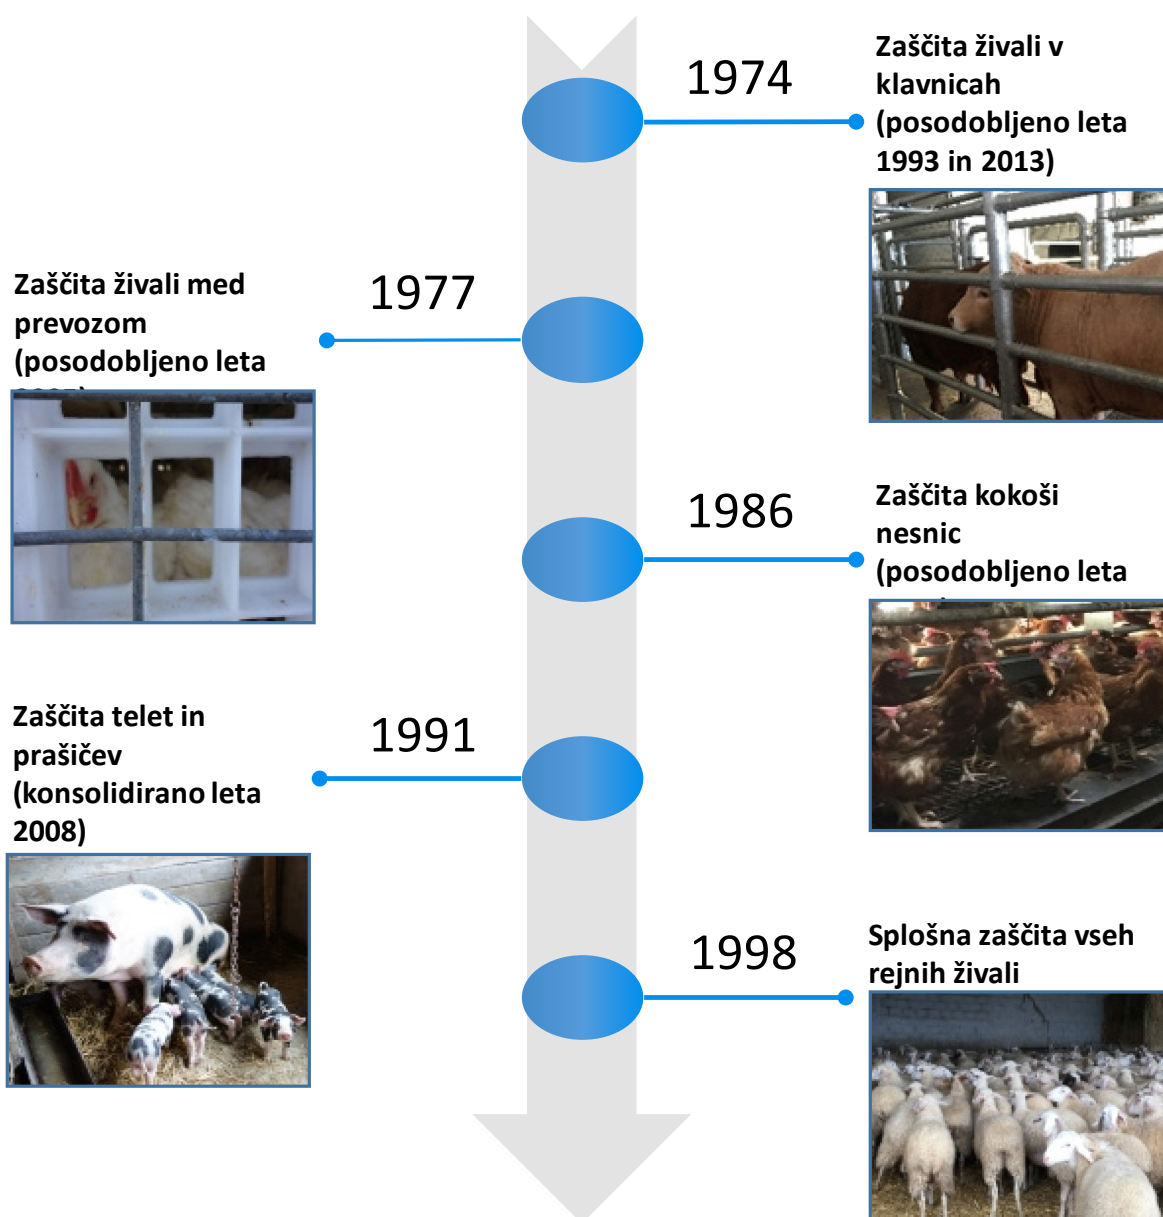 1974
Zaščita živali v
klavnicah
(posodobljeno leta
1993 in 2013)
1977
Zaščita živali med
prevozom
(posodobljeno leta
1986
Zaščita kokoši
nesnic
(posodobljeno leta
1991
Zaščita telet in
prašičev
(konsolidirano leta
2008)
1998
Splošna zaščita vseh
rejnih živali